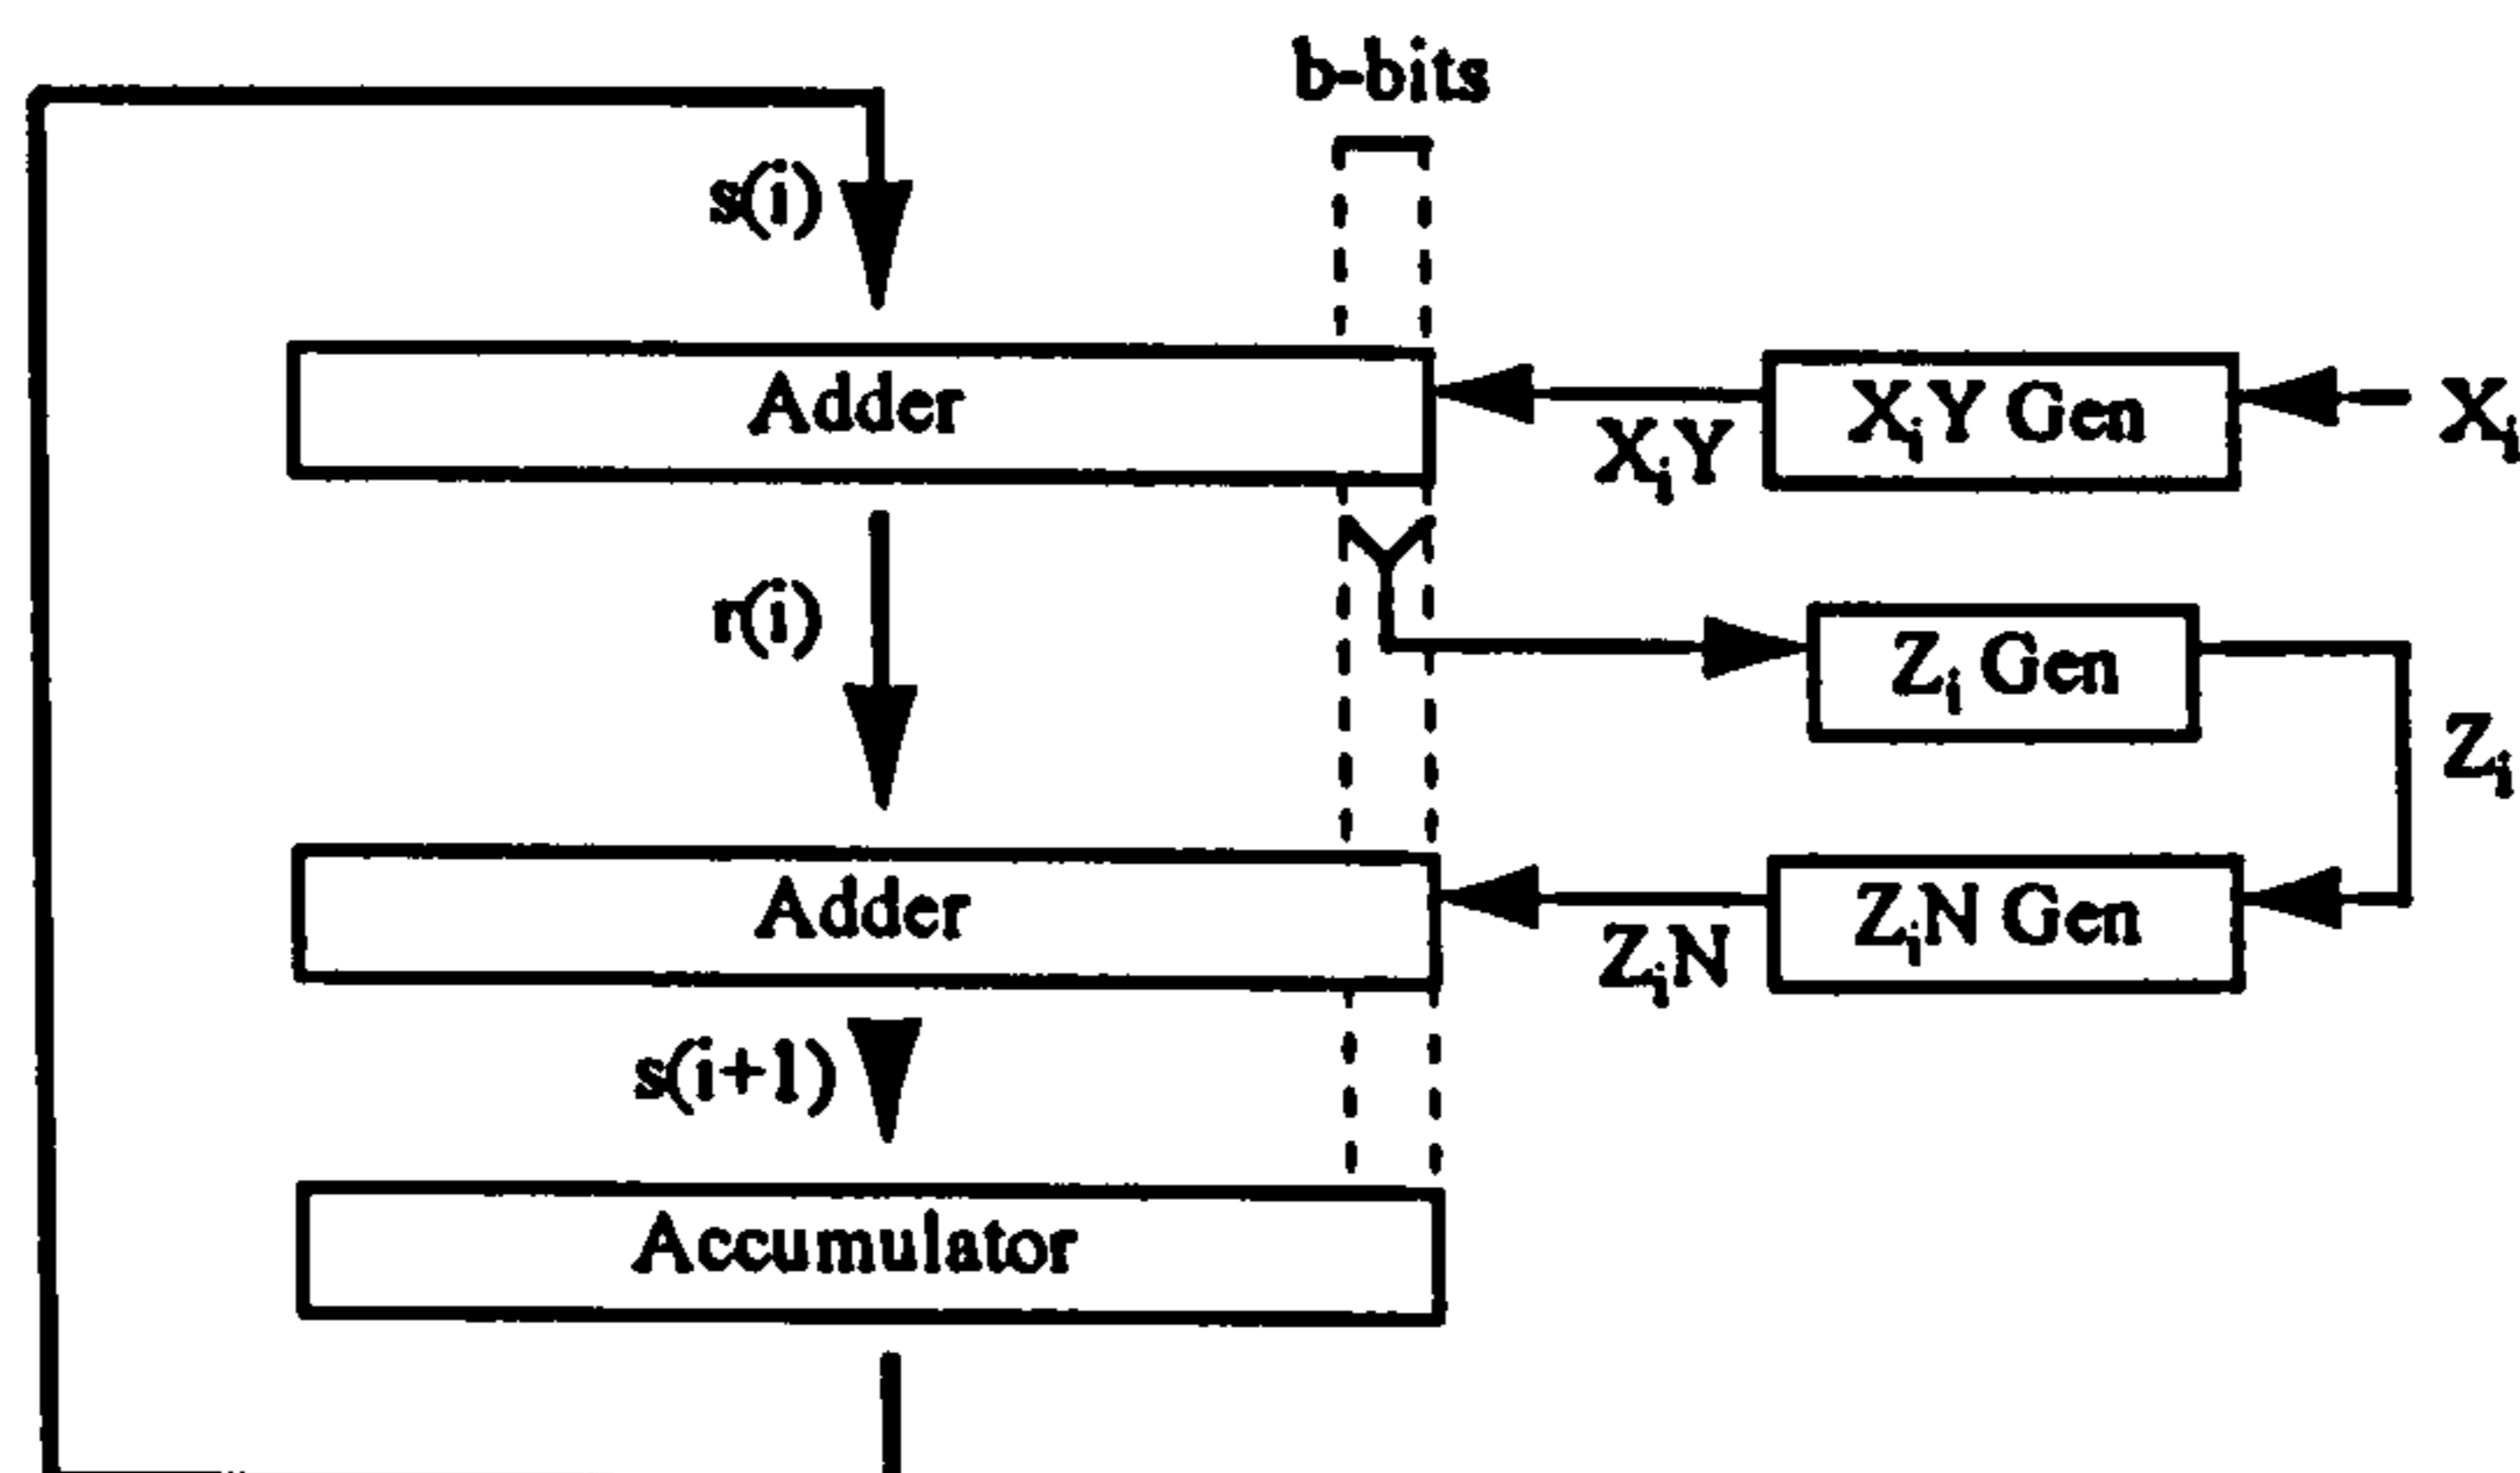 b-bits
s(i)
Adder
XᵢY
XᵢY Gen
Xᵢ
r(i)
Zᵢ Gen
Zᵢ
Adder
ZᵢN
ZᵢN Gen
s(i+1)
Accumulator